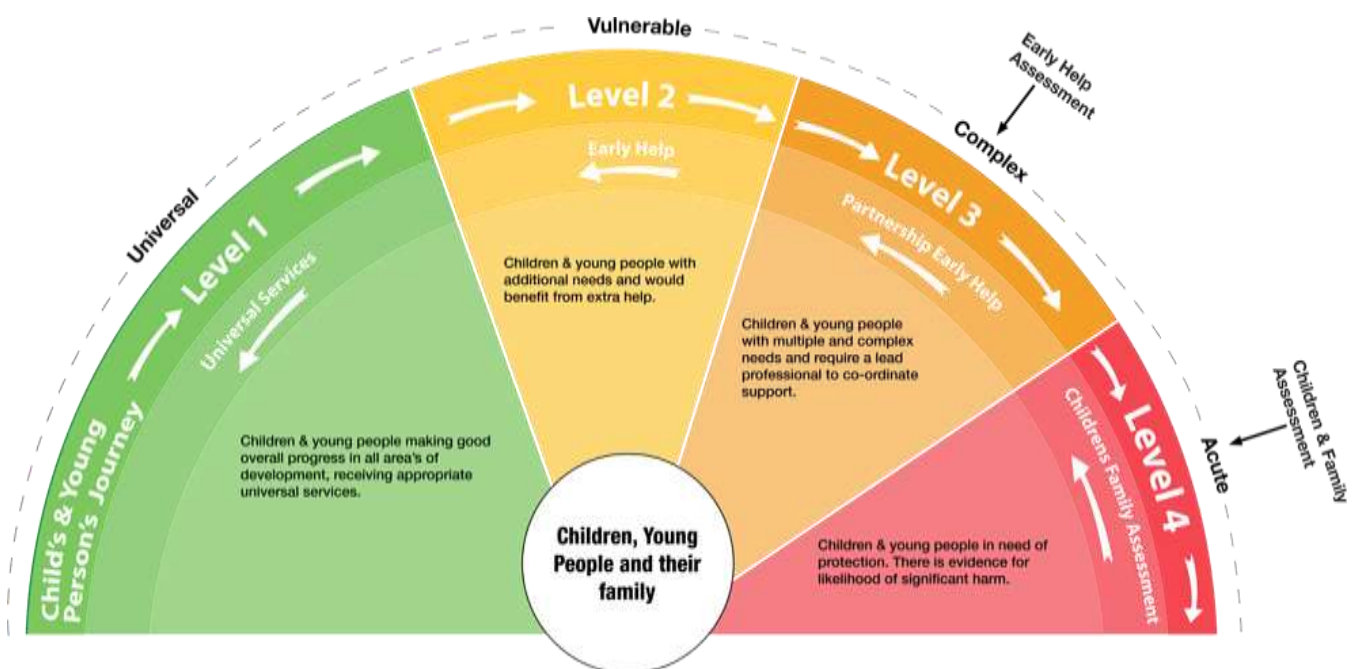 Vulnerable
Early Help
Assessment
Level 2
Complex
Early Help
Level 3
Universal
Level 1
Partnership Early Help
Universal Services
Children & young people with
additional needs and would
benefit from extra help.
Children & young people
with multiple and complex
needs and require a lead
professional to co-ordinate
support.
Children & Family
Assessment
Acute
Level 4
Childrens Family Assessment
Child's & Young
Person's Journey
Children & young people making good
overall progress in all area's of
development, receiving appropriate
universal services.
Children, Young
People and their
family
Children & young people in need of
protection. There is evidence for
likelihood of significant harm.